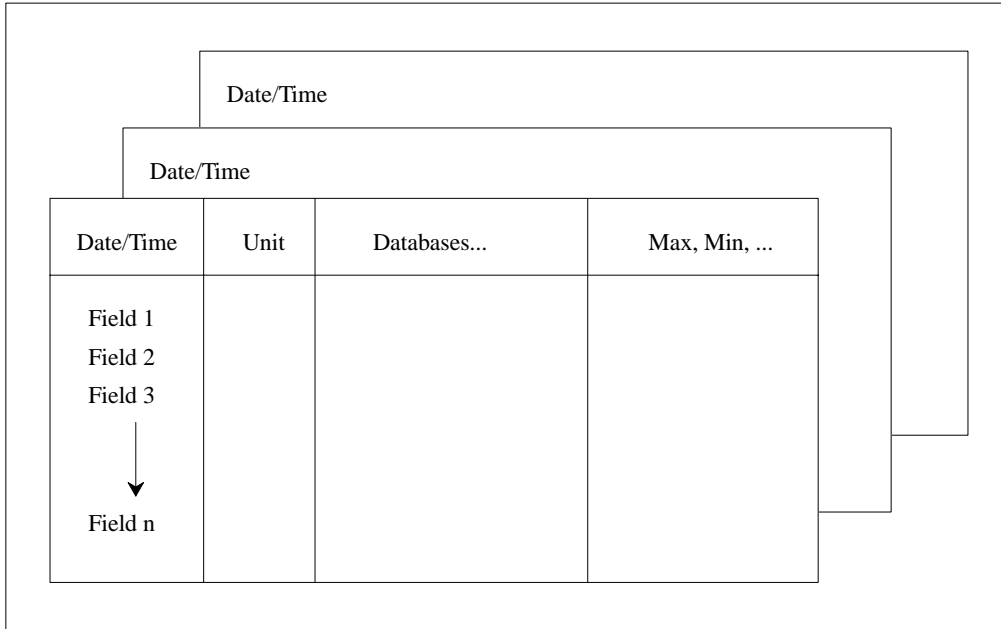 Date/Time
Date/Time
Date/Time Unit Databases... Max, Min, ...
Field 1
Field 2
Field 3
Field n